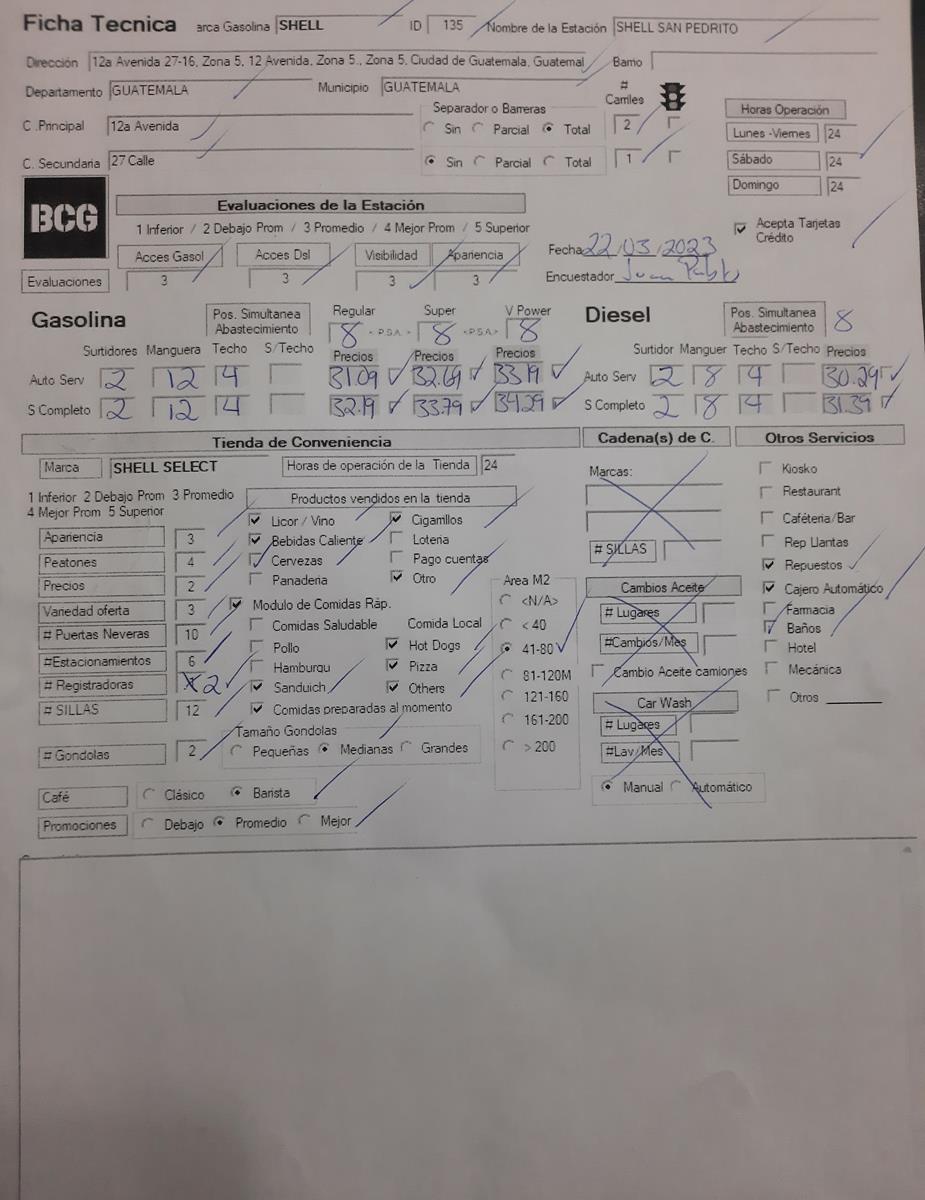 Ficha Tecnica arca Gasolina SHELL ID 135 Nombre de la Estación SHELL SAN PEDRITO
Dirección 12a Avenida 27-16, Zona 5, 12 Avenida, Zona 5., Zona 5, Ciudad de Guatemala, Guatemal Barrio
Departamento GUATEMALA Municipio GUATEMALA # Carriles
Separador o Barreras Horas Operación
C .Principal 12a Avenida Sin Parcial Total 2 Lunes -Viernes 24
C. Secundaria 27 Calle Sin Parcial Total 1 Sábado 24
Domingo 24
BCG
Evaluaciones de la Estación
1 Inferior / 2 Debajo Prom / 3 Promedio / 4 Mejor Prom / 5 Superior
Acepta Tarjetas Crédito
Acces Gasol Acces Dsl Visibilidad Apariencia Fecha 22/03/2023
Evaluaciones 3 3 3 3 Encuestador Juan Pablo
Gasolina Pos. Simultanea Abastecimiento Regular 8 <P.S.A> Super 8 <P.S.A> V Power 8 Diesel Pos. Simultanea Abastecimiento 8
Surtidores Manguera Techo S/Techo Precios Precios Precios Surtidor Manguer Techo S/Techo Precios
Auto Serv 2 12 4 31.09 32.69 33.19 Auto Serv 2 8 4 30.29
S Completo 2 12 4 32.19 33.79 34.29 S Completo 2 8 4 31.39
Tienda de Conveniencia Cadena(s) de C. Otros Servicios
Marca SHELL SELECT Horas de operación de la Tienda 24 Marcas: Kiosko
1 Inferior 2 Debajo Prom 3 Promedio Productos vendidos en la tienda Restaurant
4 Mejor Prom 5 Superior Licor / Vino Cigarrillos Caféteria/Bar
Apariencia 3 Bebidas Caliente Loteria # SILLAS Rep Llantas
Peatones 4 Cervezas Pago cuentas Repuestos
Precios 2 Panaderia Otro Area M2 Cambios Aceite Cajero Automático
Variedad oferta 3 Modulo de Comidas Ráp. <N/A> # Lugares Farmacia
# Puertas Neveras 10 Comidas Saludable Comida Local < 40 Baños
#Estacionamientos 6 Pollo Hot Dogs 41-80 #Cambios/Mes Hotel
# Registradoras 2 Hamburqu Pizza 81-120M Cambio Aceite camiones Mecánica
# SILLAS 12 Sanduich Others 121-160 Car Wash Otros
Comidas preparadas al momento 161-200 # Lugares
# Gondolas 2 Tamaño Gondolas Pequeñas Medianas Grandes > 200 #Lav/Mes
Café Clásico Barista Manual Automático
Promociones Debajo Promedio Mejor